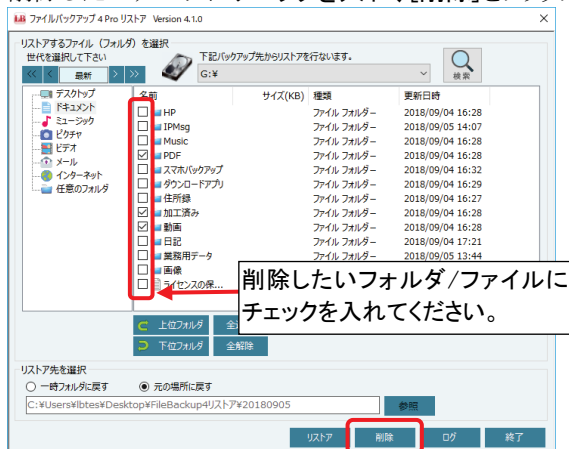 LB ファイルバックアップ 4 Pro リストア Version 4.1.0
リストアするファイル（フォルダ）を選択
世代を選択して下さい
<< < 最新 > >>
下記バックアップ先からリストアを行ないます。
G:¥
検索
デスクトップ
ドキュメント
ミュージック
ピクチャ
ビデオ
メール
インターネット
任意のフォルダ
名前 サイズ(KB) 種類 更新日時
HP ファイル フォルダー 2018/09/04 16:28
IPMsg ファイル フォルダー 2018/09/05 14:07
Music ファイル フォルダー 2018/09/04 16:28
PDF ファイル フォルダー 2018/09/04 16:28
スマホバックアップ ファイル フォルダー 2018/09/04 16:32
ダウンロードアプリ ファイル フォルダー 2018/09/04 16:29
住所録 ファイル フォルダー 2018/09/04 16:27
加工済み ファイル フォルダー 2018/09/04 16:28
動画 ファイル フォルダー 2018/09/04 16:28
日記 ファイル フォルダー 2018/09/04 17:21
業務用データ ファイル フォルダー 2018/09/05 13:44
画像
ライセンスの保...
削除したいフォルダ/ファイルに
チェックを入れてください。
上位フォルダ
下位フォルダ 全解除
リストア先を選択
一時フォルダに戻す 元の場所に戻す
C:¥Users¥lbtes¥Desktop¥FileBackup4リストア¥20180905 参照
リストア 削除 ログ 終了